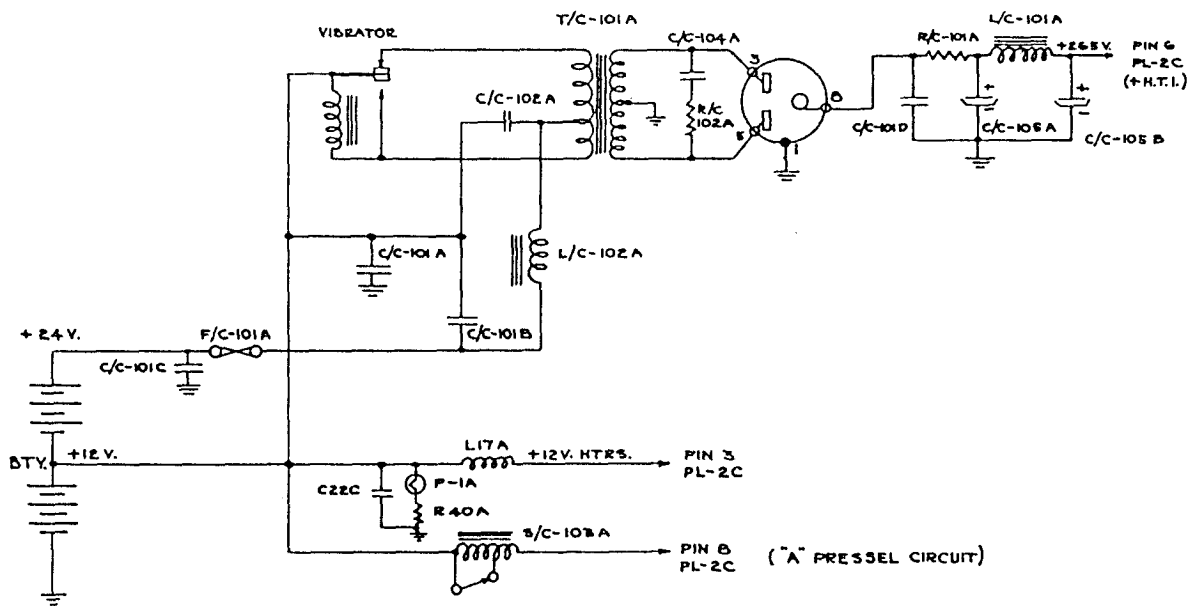 T/C-101A
L/C-101A
VIBRATOR
C/C-104A
R/C-101A
+265V.
PIN 6
PL-2C
(+H.T.1.)
3
C/C-102A
R/C
102A
8
5
1
C/C-101D
+
+
C/C-105A
C/C-105B
C/C-101A
L/C-102A
+24V.
F/C-101A
C/C-101B
C/C-101C
BTY.
+12V.
L17A
+12V. HTRS.
PIN 3
PL-2C
C22C
P-1A
R40A
S/C-103A
PIN 8
PL-2C
("A" PRESSEL CIRCUIT)